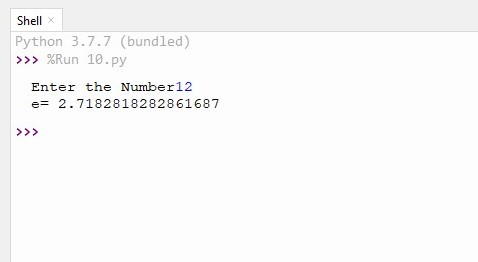 Shell ×
Python 3.7.7 (bundled)
>>> %Run 10.py
Enter the Number12
e= 2.7182818282861687
>>>